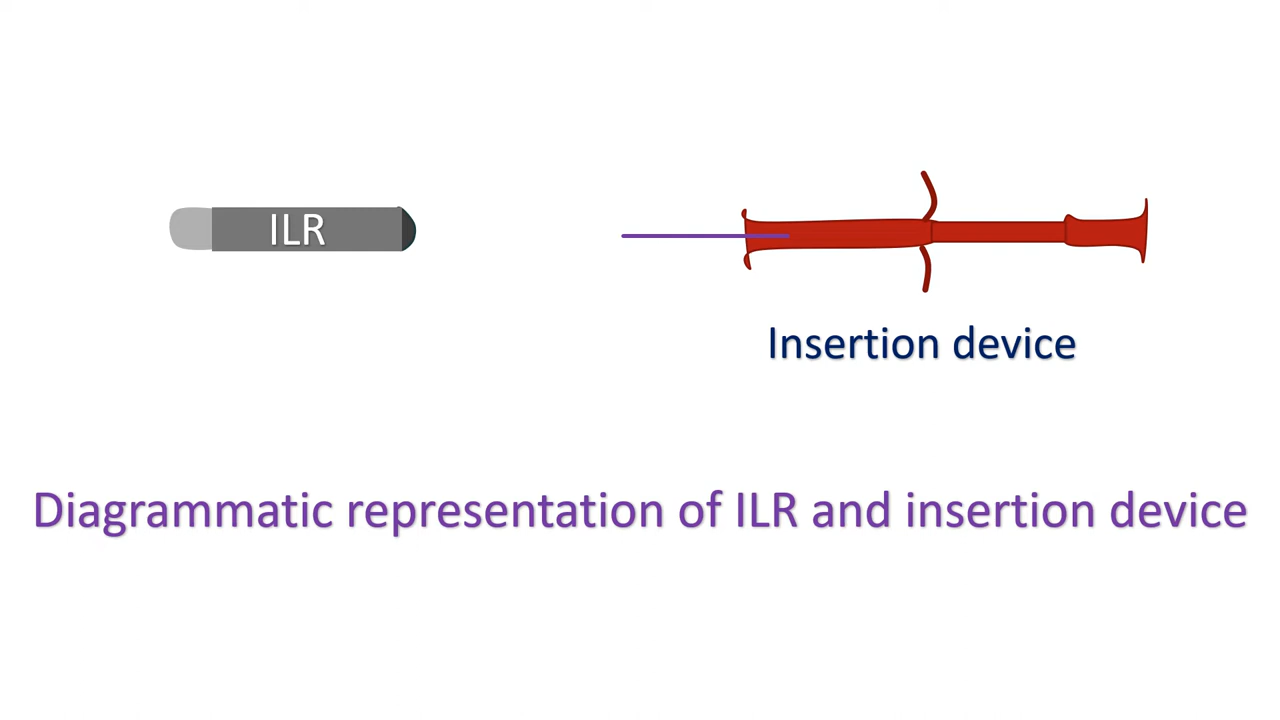 ILR
Insertion device
Diagrammatic representation of ILR and insertion device